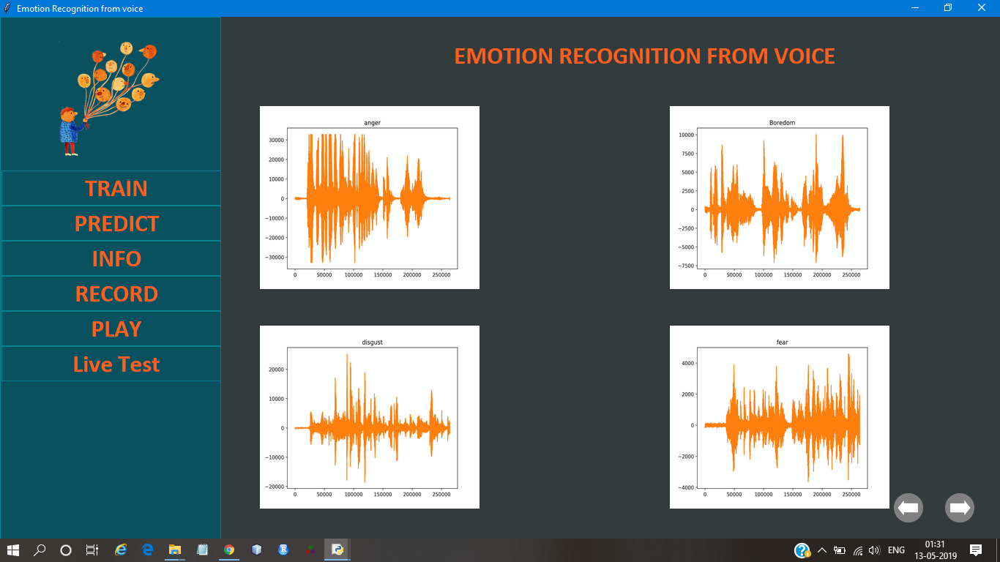 Emotion Recognition from voice
EMOTION RECOGNITION FROM VOICE
TRAIN
PREDICT
INFO
RECORD
PLAY
Live Test
anger
30000
20000
10000
0
−10000
−20000
−30000
0 50000 100000 150000 200000 250000
Boredom
10000
7500
5000
2500
0
−2500
−5000
−7500
0 50000 100000 150000 200000 250000
disgust
20000
10000
0
−10000
−20000
0 50000 100000 150000 200000 250000
fear
4000
2000
0
−2000
−4000
0 50000 100000 150000 200000 250000
ENG
01:31
13-05-2019